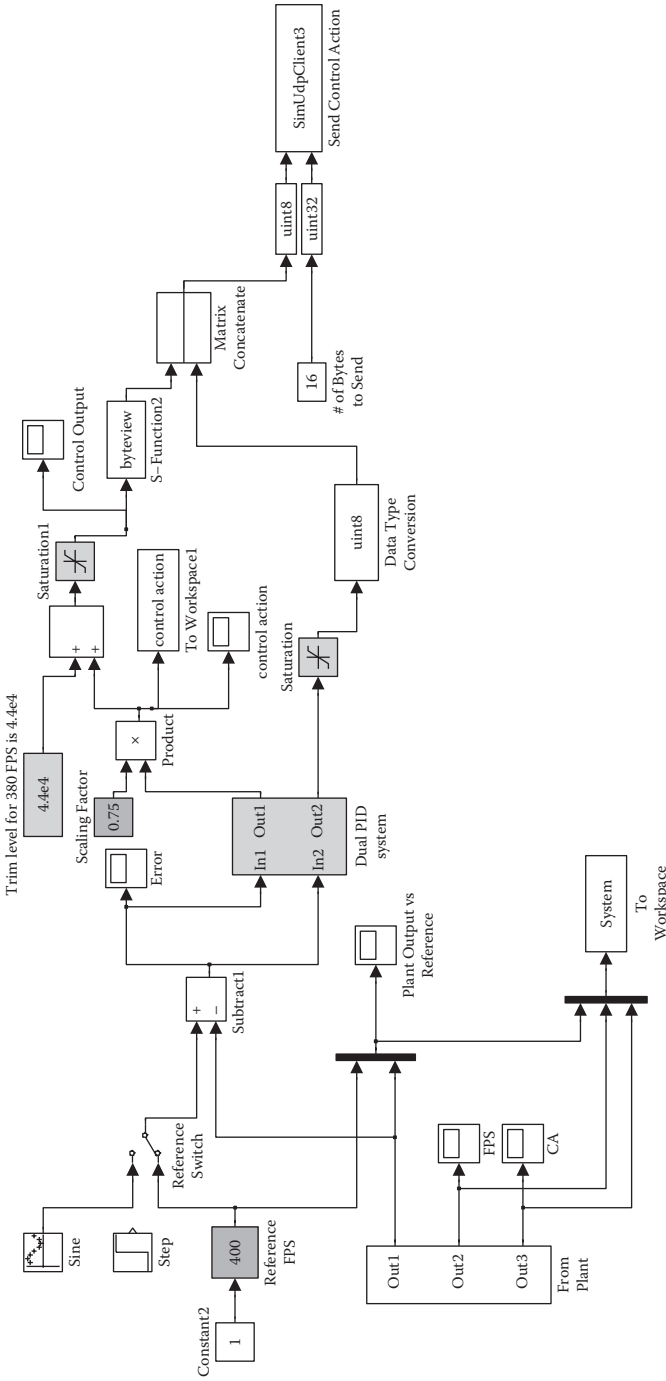 Constant2
1
400
Reference
FPS
Sine
Step
Reference
Switch
+
−
Subtract1
Error
Trim level for 380 FPS is 4.4e4
4.4e4
Scaling Factor
0.75
×
Product
In1 Out1
In2 Out2
Dual PID
system
+
+
Saturation1
Control Output
control action
To Workspace1
control action
Saturation
byteview
S−Function2
uint8
Data Type
Conversion
Matrix
Concatenate
16
# of Bytes
to Send
uint8
uint32
SimUdpClient3
Send Control Action
Out1
Out2
Out3
From
Plant
FPS
CA
Plant Output vs
Reference
System
To
Workspace